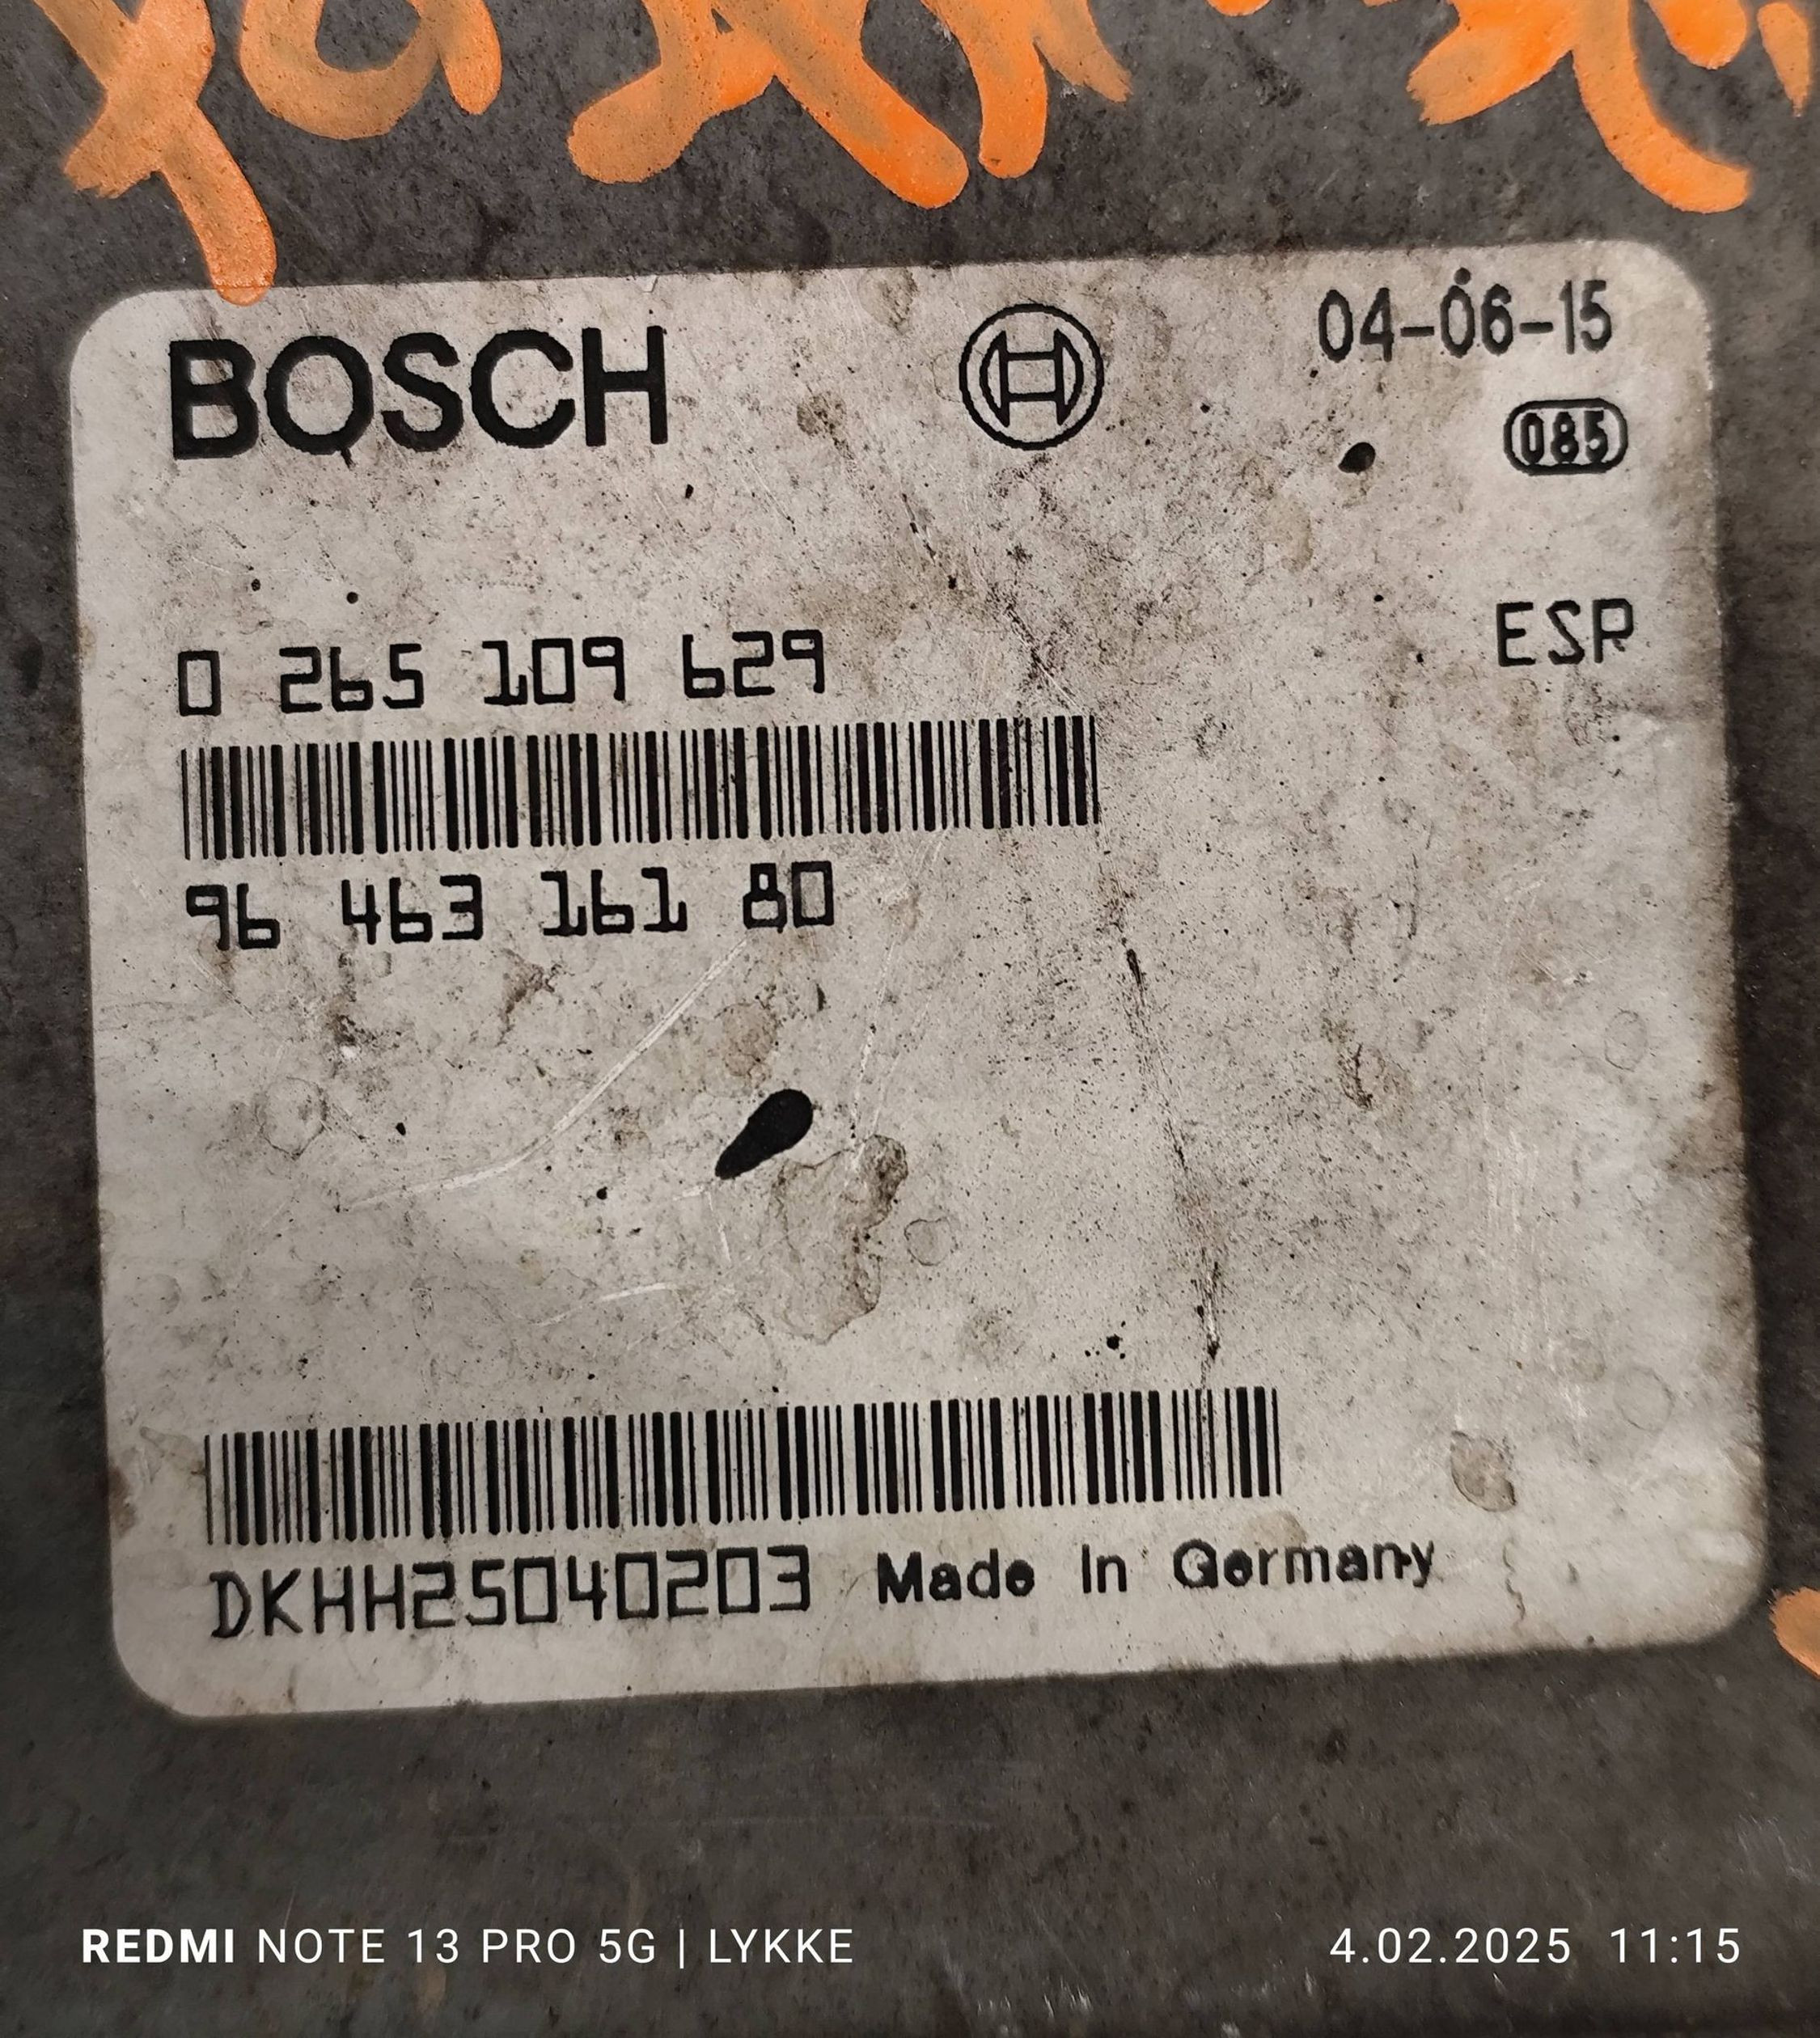 BOSCH
04-06-15
085
ESP
0 265 109 629
96 463 161 80
DKHH25040203 Made In Germany
REDMI NOTE 13 PRO 5G | LYKKE
4.02.2025 11:15